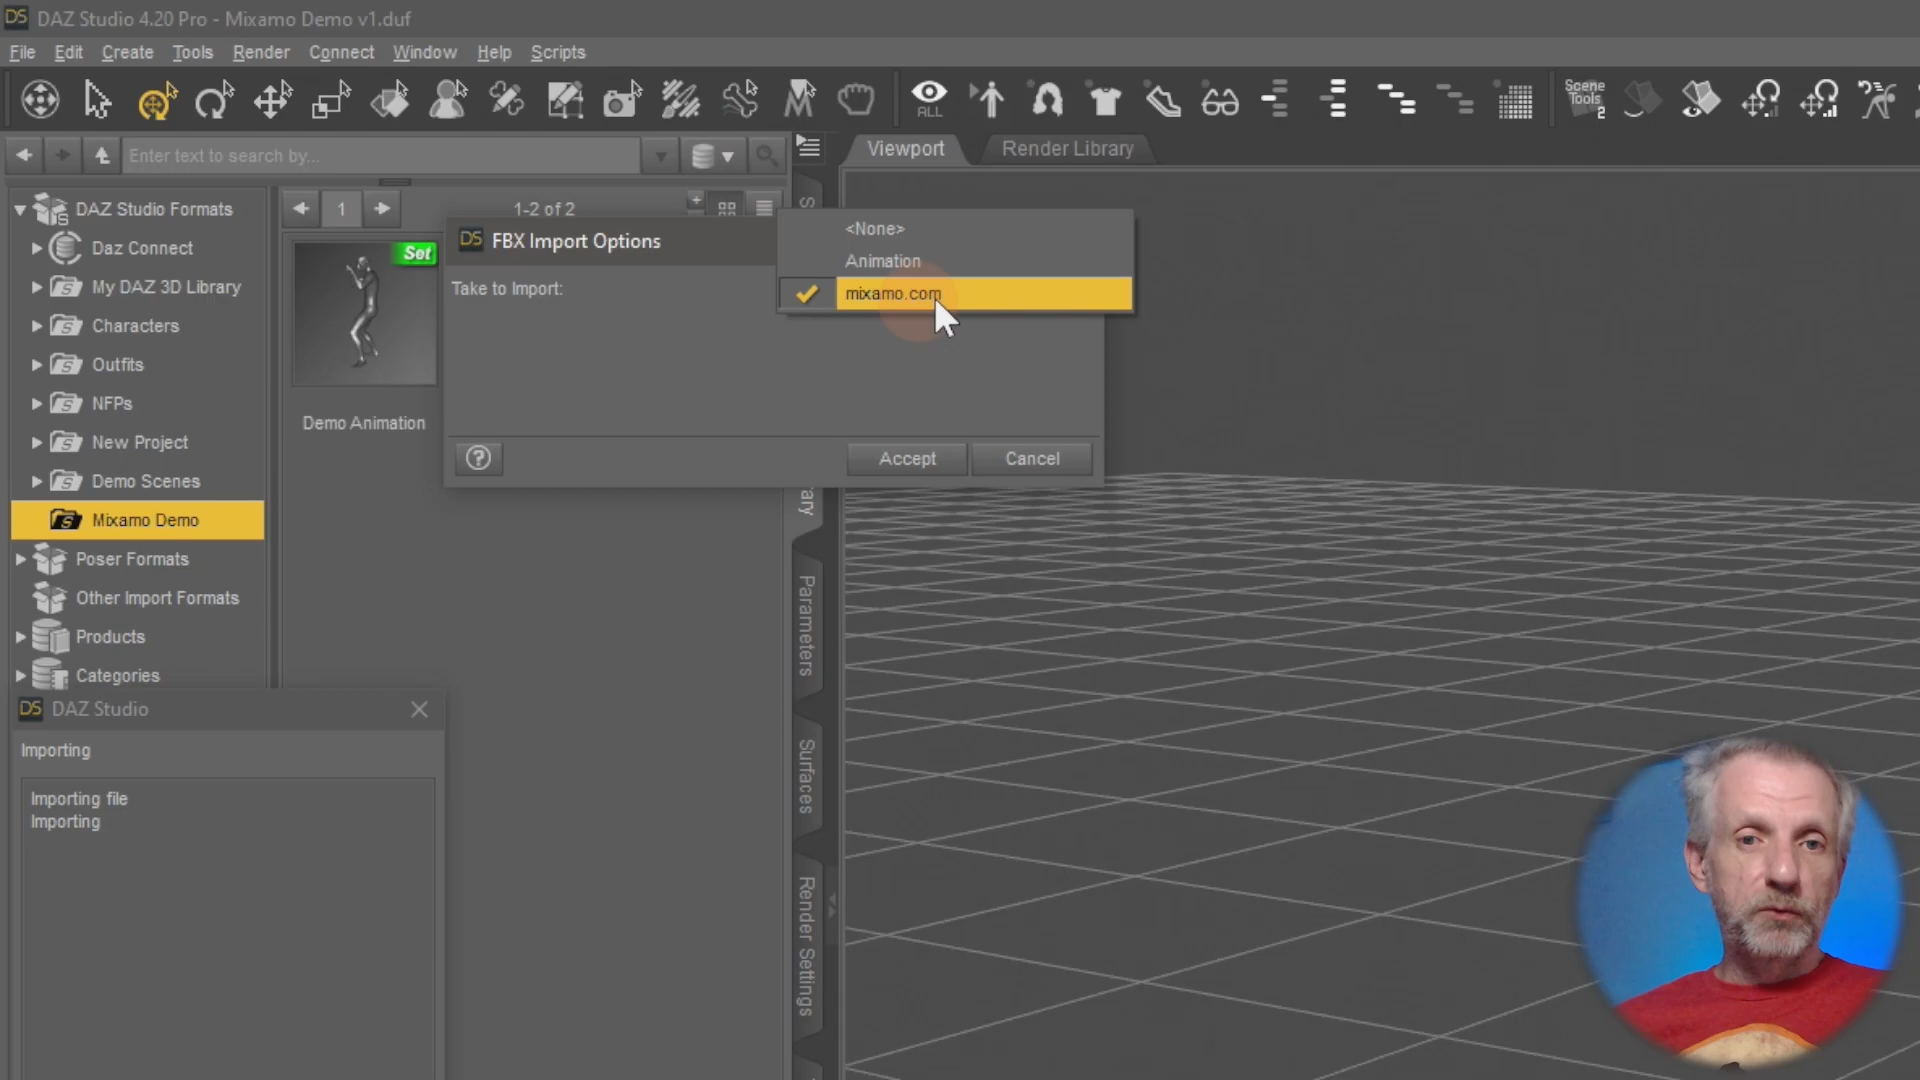 DS DAZ Studio 4.20 Pro - Mixamo Demo v1.duf
File Edit Create Tools Render Connect Window Help Scripts
ALL
Scene
Tools
2
Enter text to search by...
Viewport
Render Library
DAZ Studio Formats
Daz Connect
My DAZ 3D Library
Characters
Outfits
NFPs
New Project
Demo Scenes
Mixamo Demo
Poser Formats
Other Import Formats
Products
Categories
1
1-2 of 2
Set
Demo Animation
DS FBX Import Options
Take to Import:
<None>
Animation
mixamo.com
?
Accept
Cancel
Parameters
Surfaces
Render Settings
DS DAZ Studio
Importing
Importing file
Importing